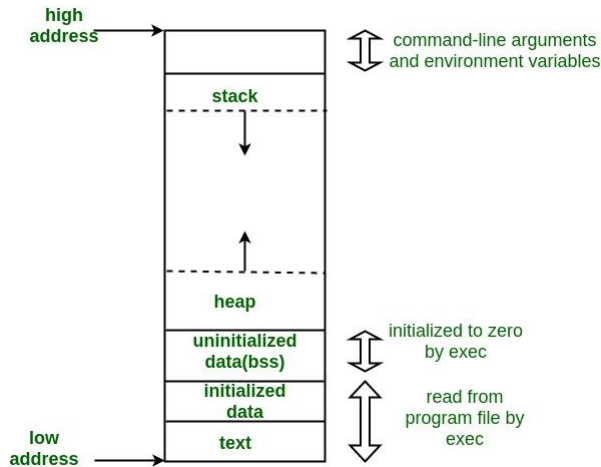 high
address
command-line arguments
and environment variables
stack
heap
uninitialized
data(bss)
initialized to zero
by exec
initialized
data
read from
program file by
exec
text
low
address